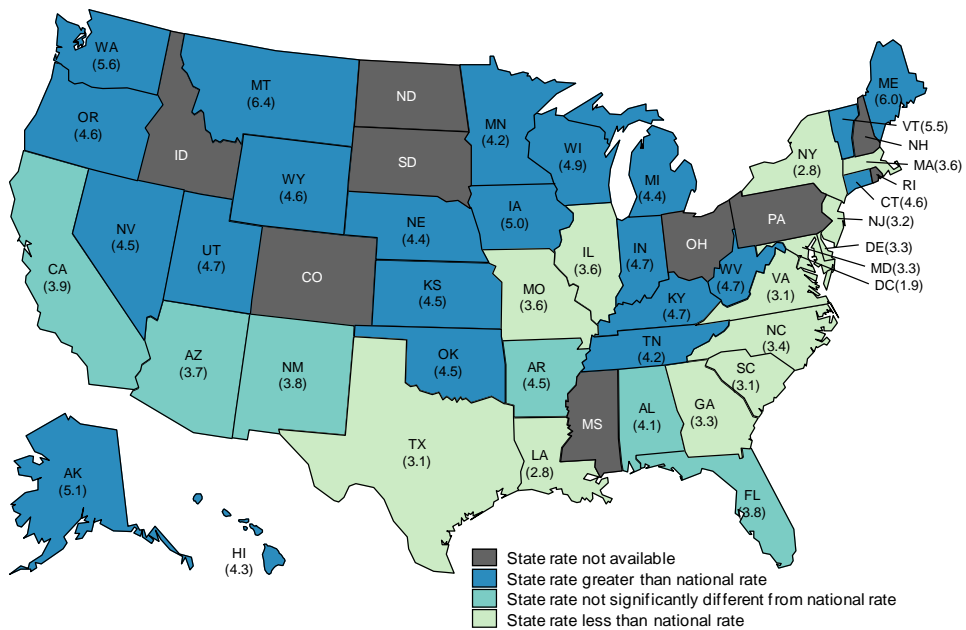 WA
(5.6)
MT
(6.4)
ND
MN
(4.2)
ME
(6.0)
OR
(4.6)
ID
SD
WI
(4.9)
MI
(4.4)
NY
(2.8)
VT(5.5)
NH
MA(3.6)
RI
CT(4.6)
NJ(3.2)
WY
(4.6)
NV
(4.5)
UT
(4.7)
CO
NE
(4.4)
IA
(5.0)
IL
(3.6)
IN
(4.7)
OH
PA
DE(3.3)
MD(3.3)
DC(1.9)
CA
(3.9)
KS
(4.5)
MO
(3.6)
KY
(4.7)
WV
(4.7)
VA
(3.1)
AZ
(3.7)
NM
(3.8)
OK
(4.5)
AR
(4.5)
TN
(4.2)
NC
(3.4)
SC
(3.1)
TX
(3.1)
LA
(2.8)
MS
AL
(4.1)
GA
(3.3)
FL
(3.8)
AK
(5.1)
HI
(4.3)
State rate not available
State rate greater than national rate
State rate not significantly different from national rate
State rate less than national rate